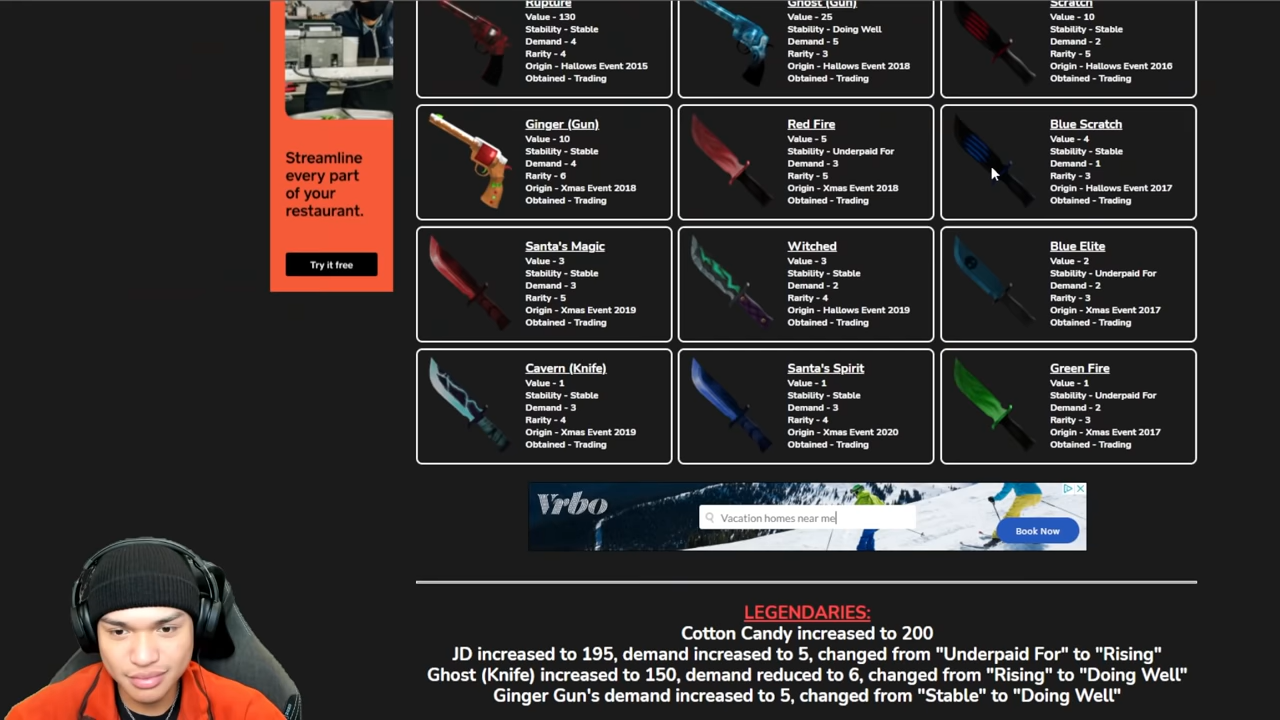 Rupture
Value - 130
Stability - Stable
Demand - 4
Rarity - 4
Origin - Hallows Event 2015
Obtained - Trading
Ghost (Gun)
Value - 25
Stability - Doing Well
Demand - 5
Rarity - 3
Origin - Hallows Event 2018
Obtained - Trading
Scratch
Value - 10
Stability - Stable
Demand - 2
Rarity - 5
Origin - Hallows Event 2016
Obtained - Trading
Ginger (Gun)
Value - 10
Stability - Stable
Demand - 4
Rarity - 6
Origin - Xmas Event 2018
Obtained - Trading
Red Fire
Value - 5
Stability - Underpaid For
Demand - 3
Rarity - 5
Origin - Xmas Event 2018
Obtained - Trading
Blue Scratch
Value - 4
Stability - Stable
Demand - 1
Rarity - 3
Origin - Hallows Event 2017
Obtained - Trading
Streamline
every part
of your
restaurant.
Try it free
Santa's Magic
Value - 3
Stability - Stable
Demand - 3
Rarity - 5
Origin - Xmas Event 2019
Obtained - Trading
Witched
Value - 3
Stability - Stable
Demand - 2
Rarity - 4
Origin - Hallows Event 2019
Obtained - Trading
Blue Elite
Value - 2
Stability - Underpaid For
Demand - 2
Rarity - 3
Origin - Xmas Event 2017
Obtained - Trading
Cavern (Knife)
Value - 1
Stability - Stable
Demand - 3
Rarity - 4
Origin - Xmas Event 2019
Obtained - Trading
Santa's Spirit
Value - 1
Stability - Stable
Demand - 3
Rarity - 4
Origin - Xmas Event 2020
Obtained - Trading
Green Fire
Value - 1
Stability - Underpaid For
Demand - 2
Rarity - 3
Origin - Xmas Event 2017
Obtained - Trading
Vrbo
Vacation homes near me
Book Now
LEGENDARIES:
Cotton Candy increased to 200
JD increased to 195, demand increased to 5, changed from "Underpaid For" to "Rising"
Ghost (Knife) increased to 150, demand reduced to 6, changed from "Rising" to "Doing Well"
Ginger Gun's demand increased to 5, changed from "Stable" to "Doing Well"